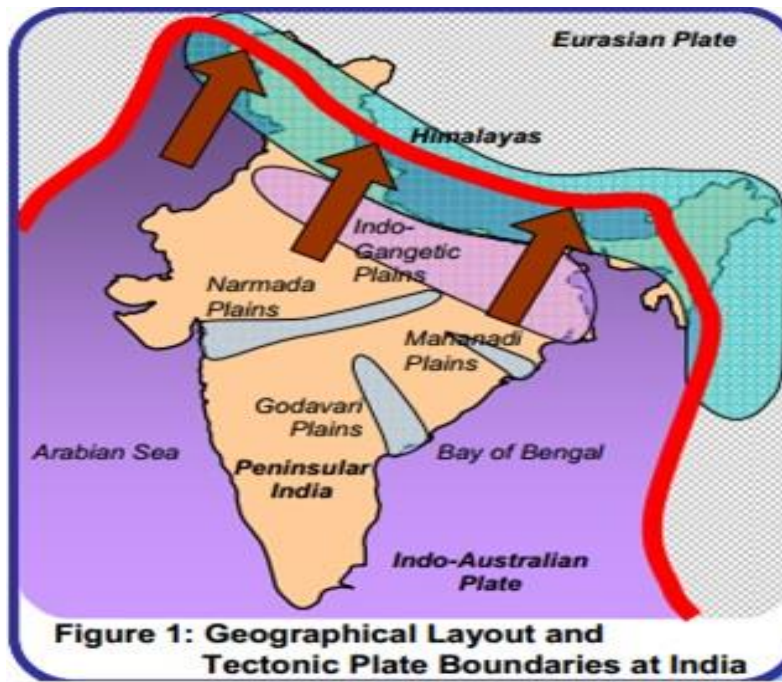 Eurasian Plate
Himalayas
Indo-
Gangetic
Plains
Narmada
Plains
Mahanadi
Plains
Godavari
Plains
Arabian Sea
Bay of Bengal
Peninsular
India
Indo-Australian
Plate
Figure 1: Geographical Layout and
Tectonic Plate Boundaries at India